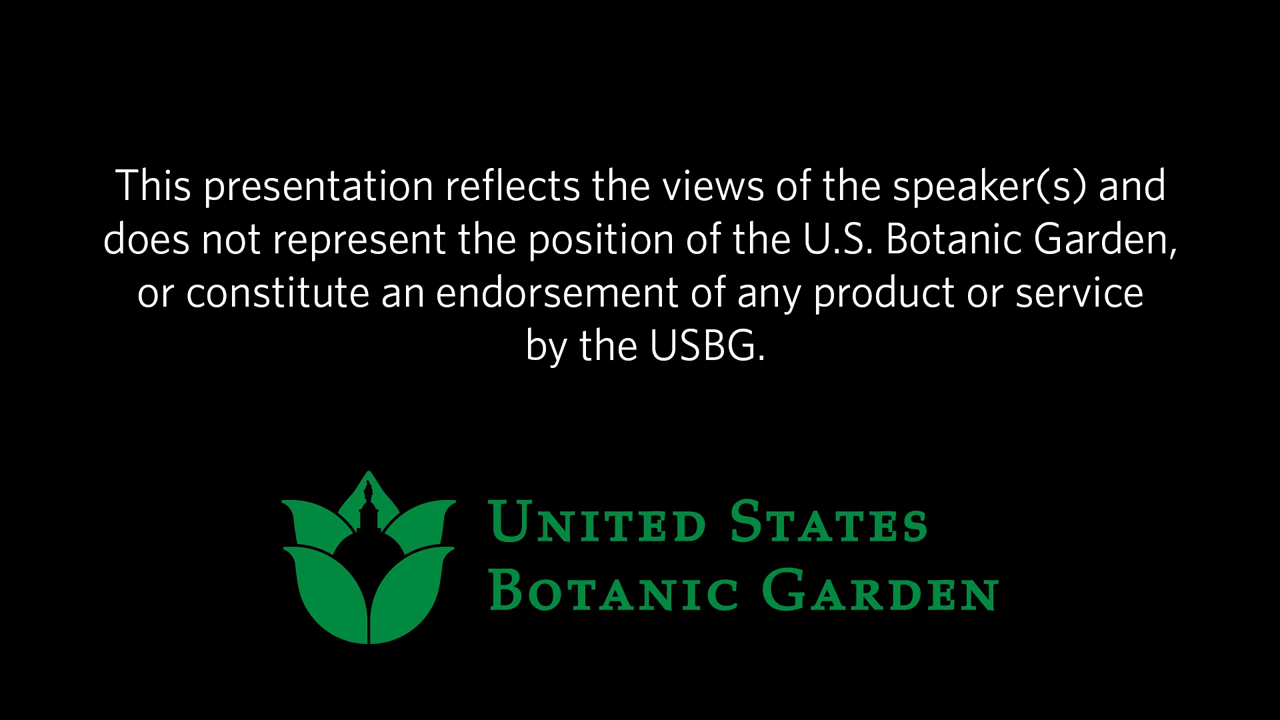 This presentation reflects the views of the speaker(s) and
does not represent the position of the U.S. Botanic Garden,
or constitute an endorsement of any product or service
by the USBG.
United States
Botanic Garden